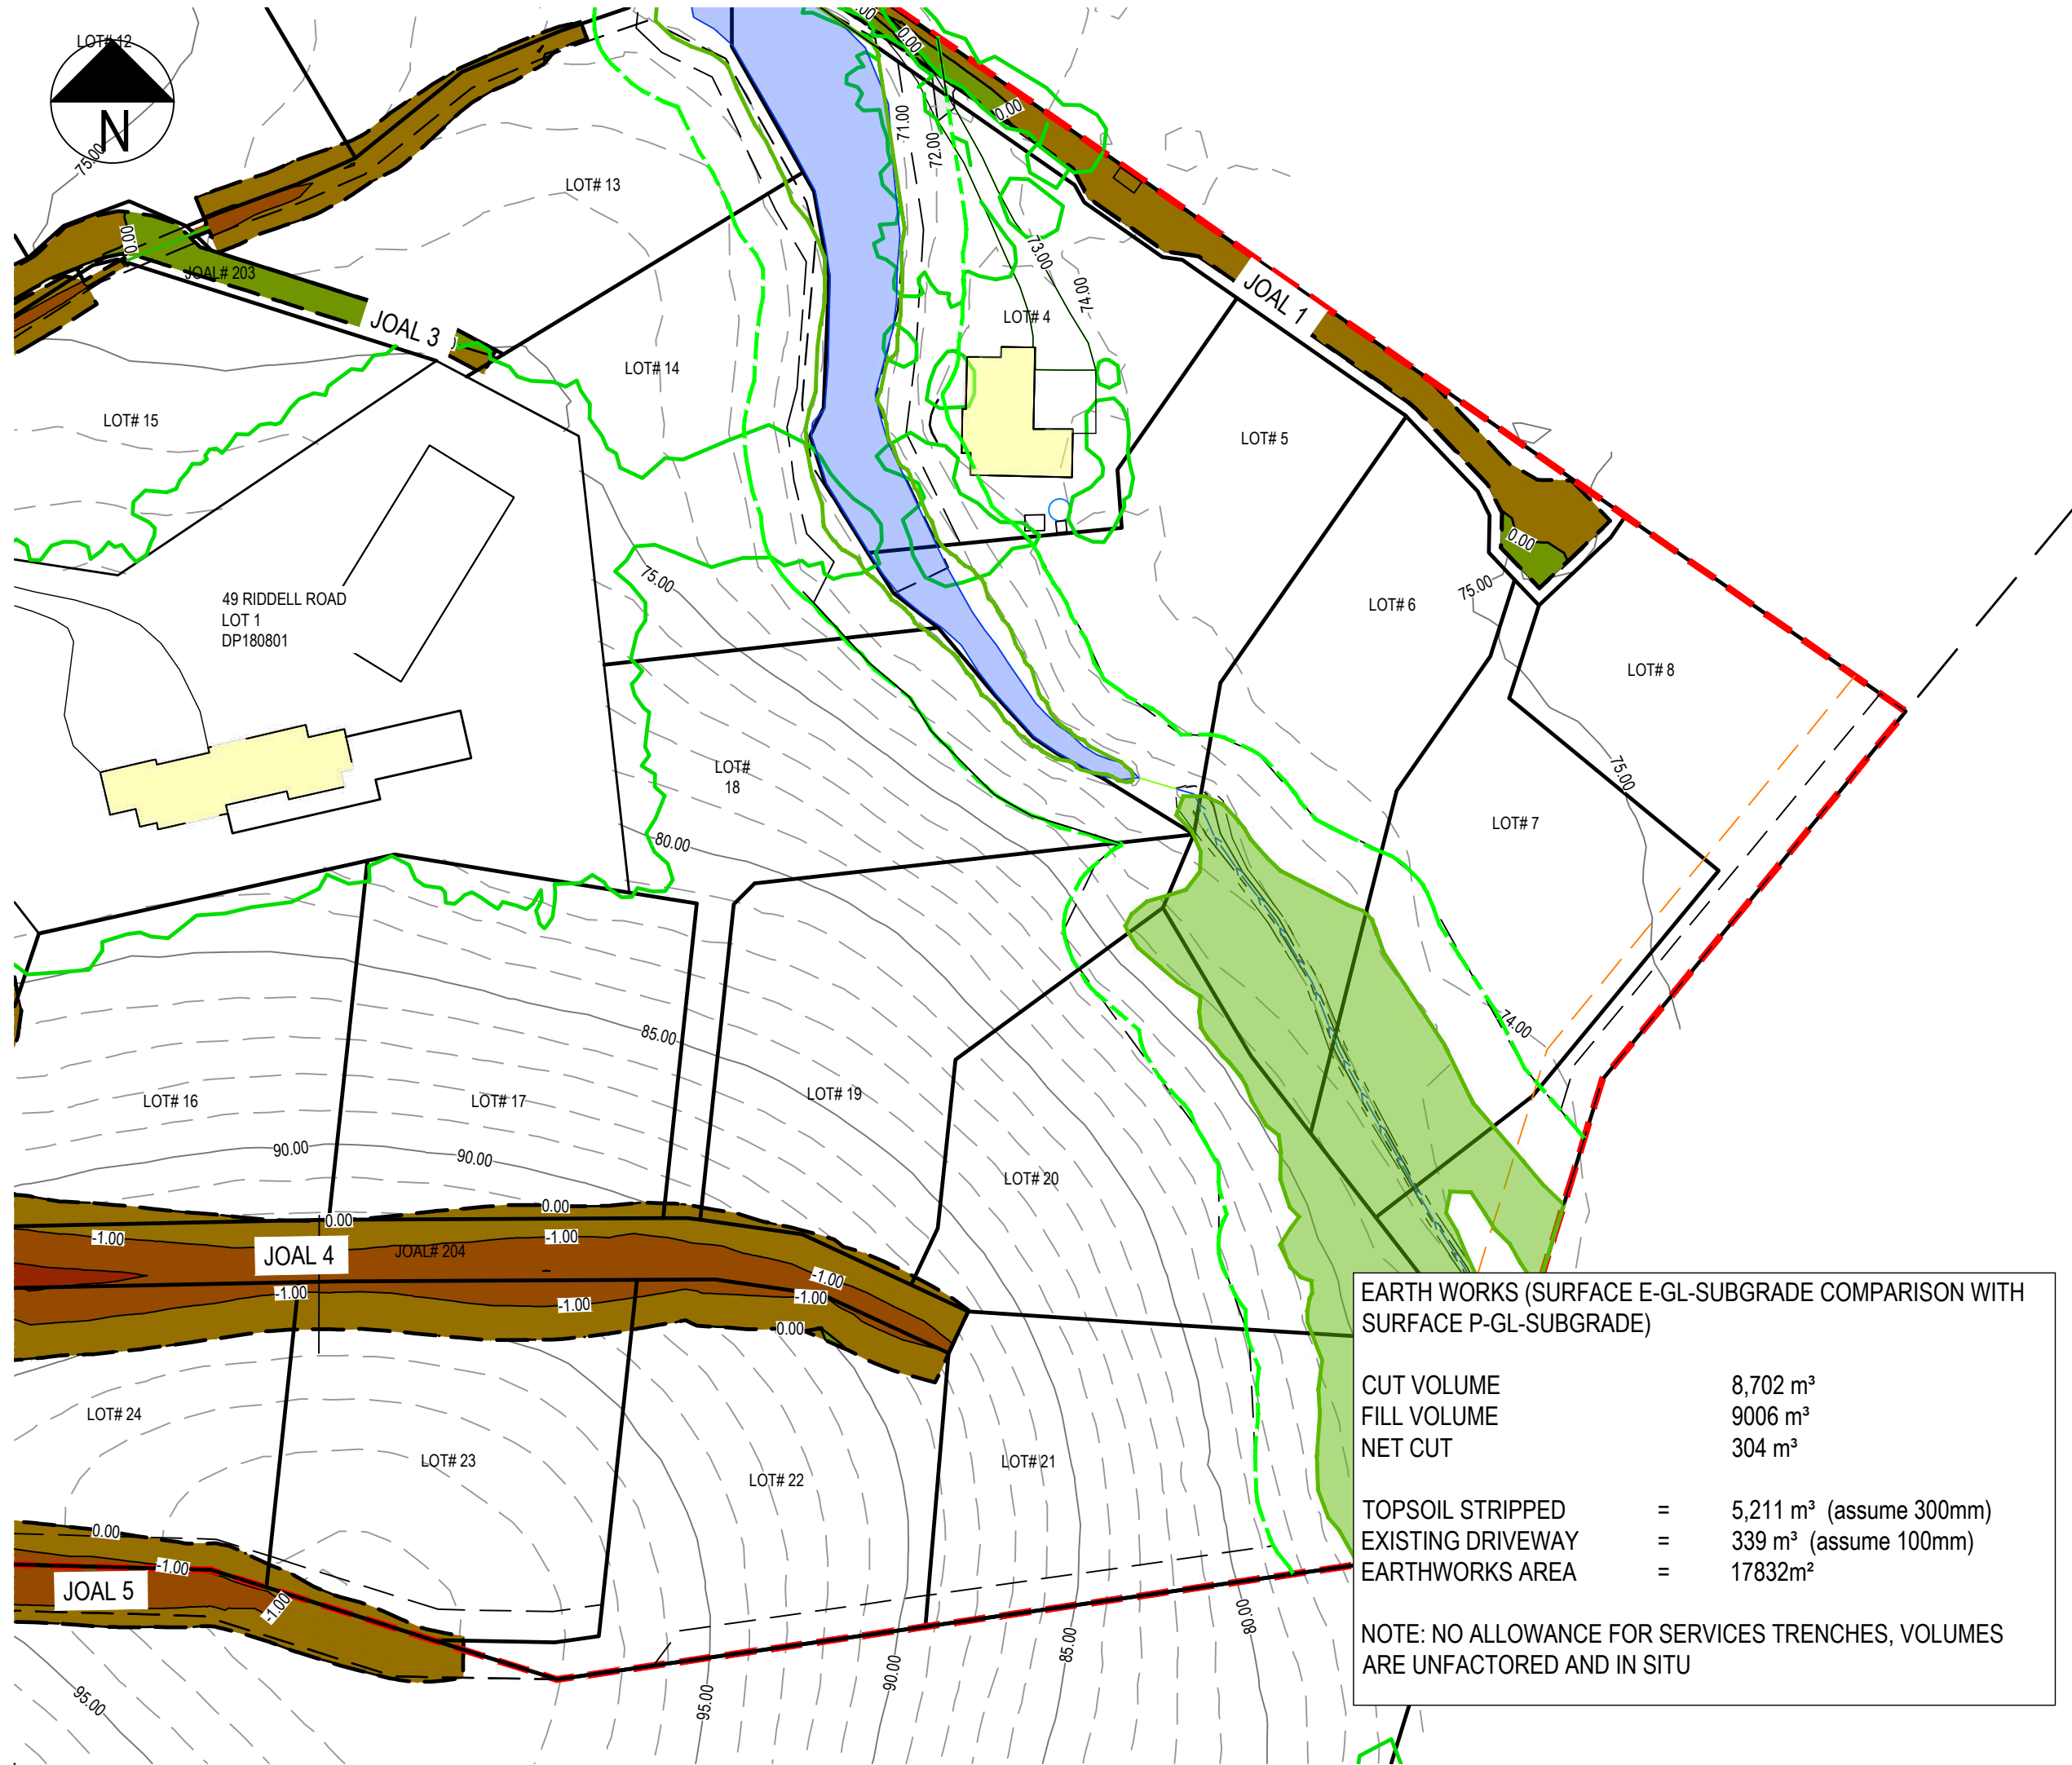 LOT# 12
N
75.00
0.00
0.00
0.00
71.00
72.00
LOT# 13
0.00
JOAL# 203
JOAL 3
73.00
74.00
JOAL 1
LOT# 4
LOT# 14
LOT# 15
LOT# 5
0.00
75.00
75.00
49 RIDDELL ROAD
LOT 1
DP180801
LOT# 6
LOT# 8
LOT#
18
75.00
LOT# 7
80.00
74.00
85.00
LOT# 16
LOT# 17
LOT# 19
90.00
90.00
LOT# 20
0.00
0.00
-1.00
-1.00
JOAL 4
JOAL# 204
-1.00
-1.00
-1.00
-1.00
0.00
LOT# 24
LOT# 23
LOT# 22
LOT# 21
0.00
-1.00
JOAL 5
-1.00
95.00
95.00
90.00
85.00
80.00
EARTH WORKS (SURFACE E-GL-SUBGRADE COMPARISON WITH
SURFACE P-GL-SUBGRADE)
CUT VOLUME 8,702 m³
FILL VOLUME 9006 m³
NET CUT 304 m³
TOPSOIL STRIPPED = 5,211 m³ (assume 300mm)
EXISTING DRIVEWAY = 339 m³ (assume 100mm)
EARTHWORKS AREA = 17832m²
NOTE: NO ALLOWANCE FOR SERVICES TRENCHES, VOLUMES
ARE UNFACTORED AND IN SITU